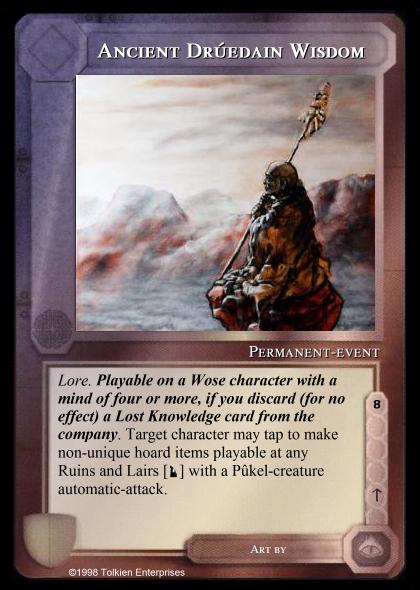 Ancient Drúedain Wisdom
Permanent-event
Lore. Playable on a Wose character with a
mind of four or more, if you discard (for no
effect) a Lost Knowledge card from the
company. Target character may tap to make
non-unique hoard items playable at any
Ruins and Lairs [ ] with a Pûkel-creature
automatic-attack.
8
↑
Art by
©1998 Tolkien Enterprises